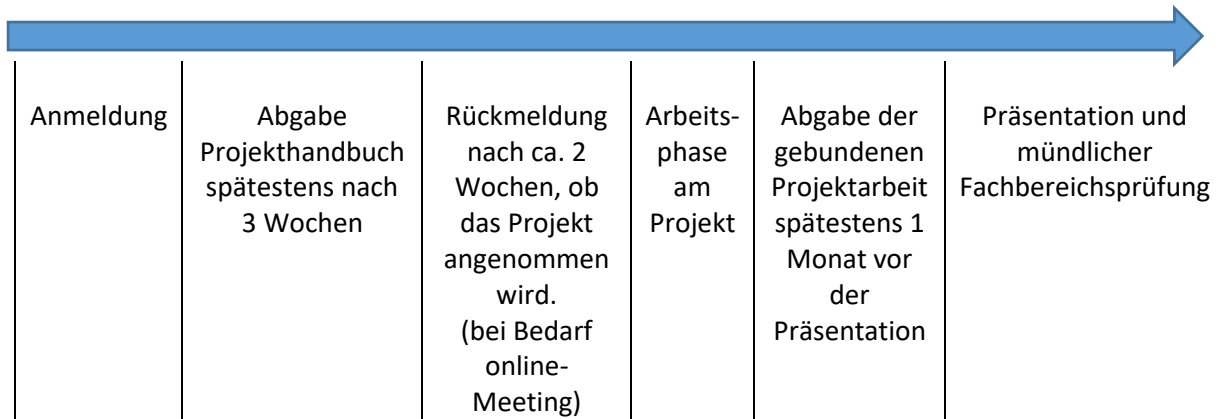 Anmeldung
Abgabe
Projekthandbuch
spätestens nach
3 Wochen
Rückmeldung
nach ca. 2
Wochen, ob
das Projekt
angenommen
wird.
(bei Bedarf
online-
Meeting)
Arbeits-
phase
am
Projekt
Abgabe der
gebundenen
Projektarbeit
spätestens 1
Monat vor
der
Präsentation
Präsentation und
mündlicher
Fachbereichsprüfung